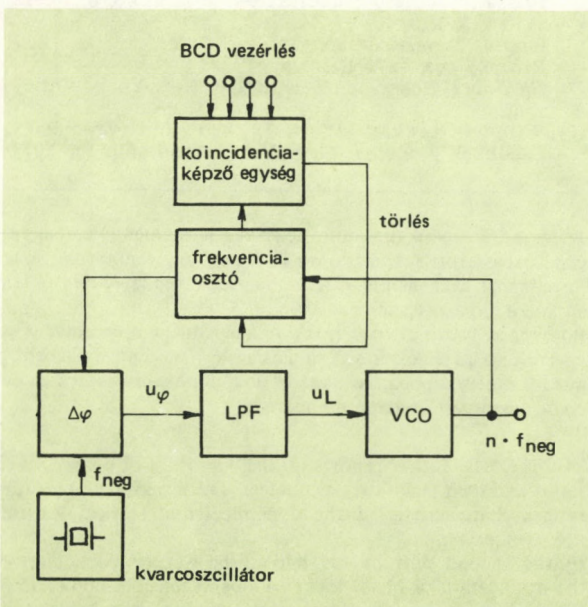 BCD vezérlés
koincidencia-
képző egység
törlés
frekvencia-
osztó
Δφ
uφ
LPF
uL
VCO
n · fneg
fneg
kvarcoszcillátor